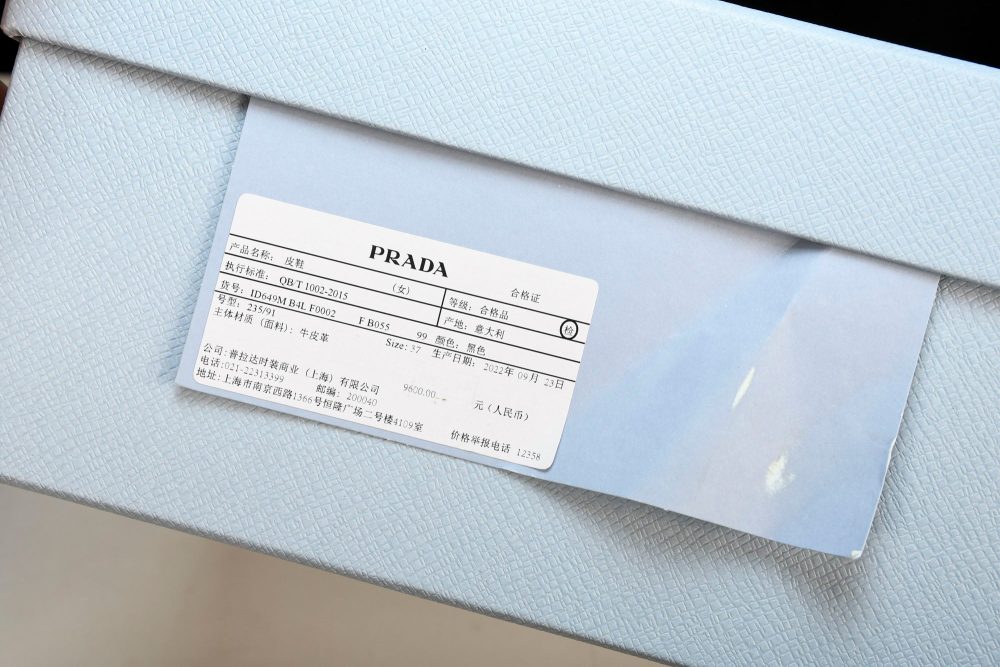 PRADA
合格证
产品名称: 皮鞋 (女) 等级: 合格品
执行标准: QB/T 1002-2015 产地: 意大利 检
货号: ID649M B4L F0002 F B055 99 颜色: 黑色
号型: 235/91 Size: 37 生产日期: 2022年 09月 23日
主体材质 (面料): 牛皮革
公司: 普拉达时装商业 (上海) 有限公司 9600.00 元 (人民币)
电话: 021-22313399 邮编: 200040
地址: 上海市南京西路1366号恒隆广场二号楼4109室 价格举报电话 12358